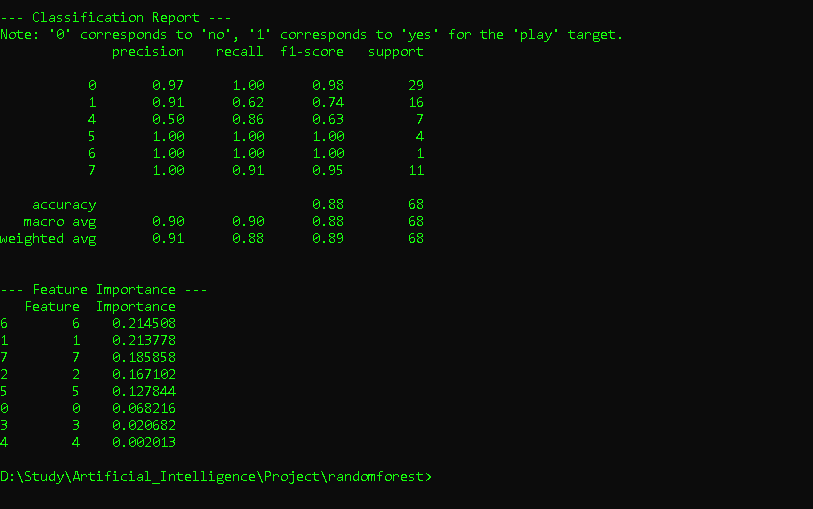 --- Classification Report ---
Note: '0' corresponds to 'no', '1' corresponds to 'yes' for the 'play' target.
precision recall f1-score support
0 0.97 1.00 0.98 29
1 0.91 0.62 0.74 16
4 0.50 0.86 0.63 7
5 1.00 1.00 1.00 4
6 1.00 1.00 1.00 1
7 1.00 0.91 0.95 11
accuracy 0.88 68
macro avg 0.90 0.90 0.88 68
weighted avg 0.91 0.88 0.89 68
--- Feature Importance ---
Feature Importance
6 6 0.214508
1 1 0.213778
7 7 0.185858
2 2 0.167102
5 5 0.127844
0 0 0.068216
3 3 0.020682
4 4 0.002013
D:\Study\Artificial_Intelligence\Project\randomforest>